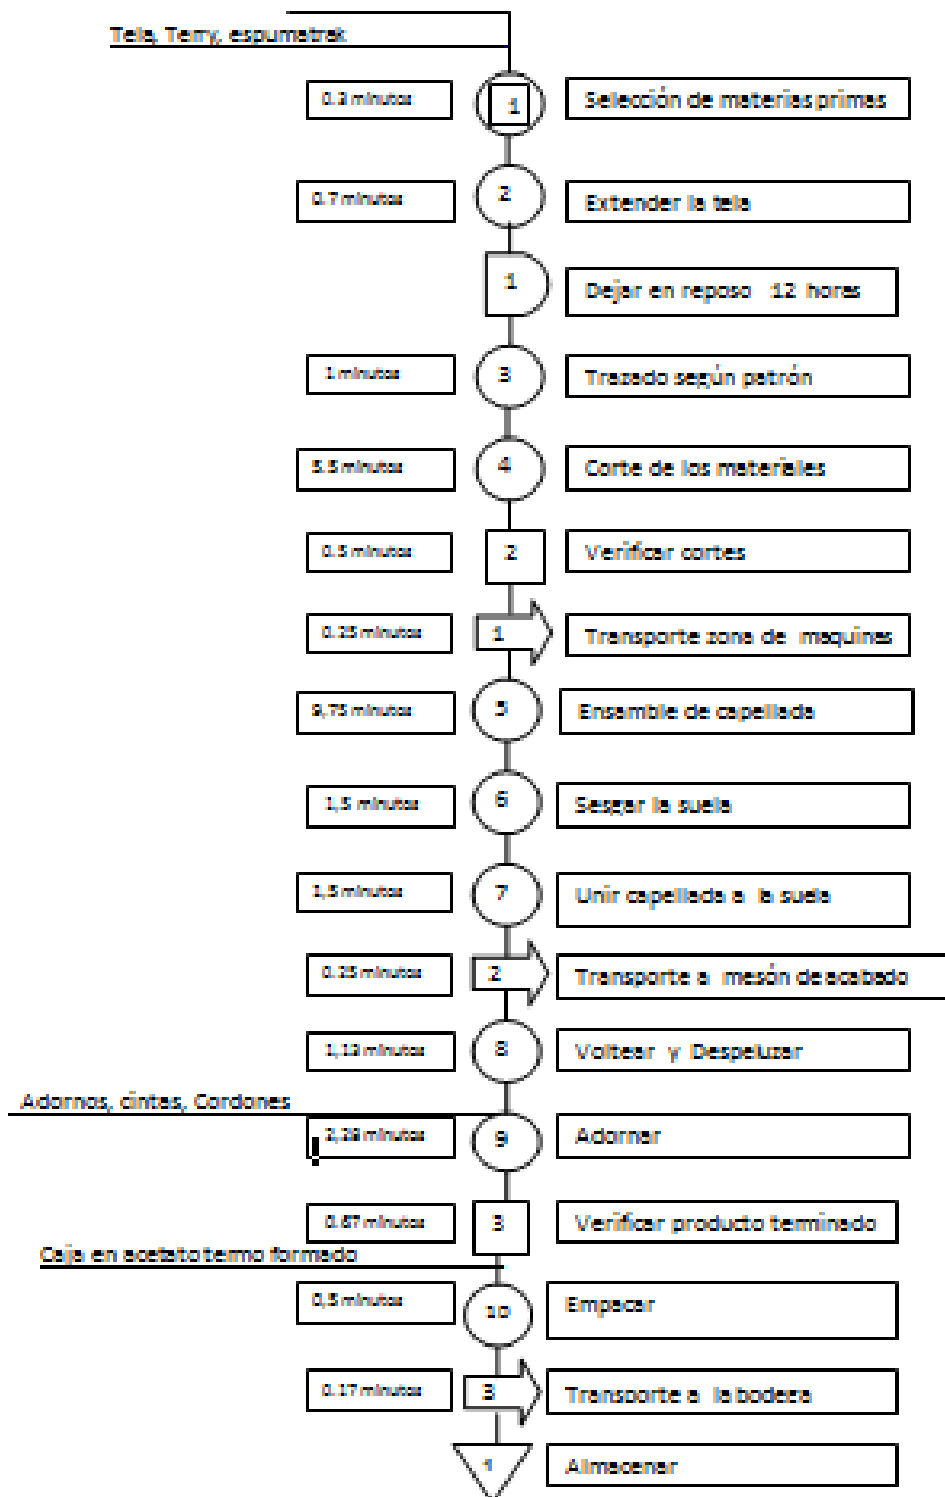 Tela, Terry, espumatrak
0.3 minutos
1
Selección de materias primas
0.7 minutos
2
Extender la tela
1
Dejar en reposo 12 horas
1 minutos
3
Trazado según patrón
5.5 minutos
4
Corte de los materiales
0.5 minutos
2
Verificar cortes
0.25 minutos
1
Transporte zona de maquinas
9,75 minutos
5
Ensamble de capellada
1,5 minutos
6
Sesgar la suela
1,5 minutos
7
Unir capellada a la suela
0.25 minutos
2
Transporte a mesón de acabado
1,13 minutos
8
Voltear y Despeluzar
Adornos, cintas, Cordones
2,28 minutos
9
Adornar
0.67 minutos
3
Verificar producto terminado
Caja en acetato termo formado
0,5 minutos
10
Empacar
0.17 minutos
3
Transporte a la bodega
1
Almacenar